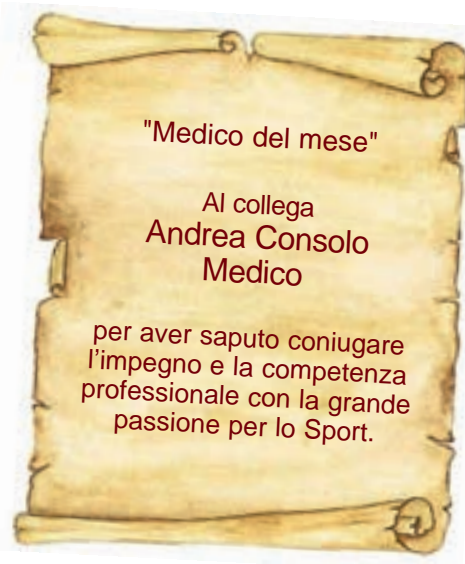 "Medico del mese"
Al collega
Andrea Consolo
Medico
per aver saputo coniugare
l'impegno e la competenza
professionale con la grande
passione per lo Sport.